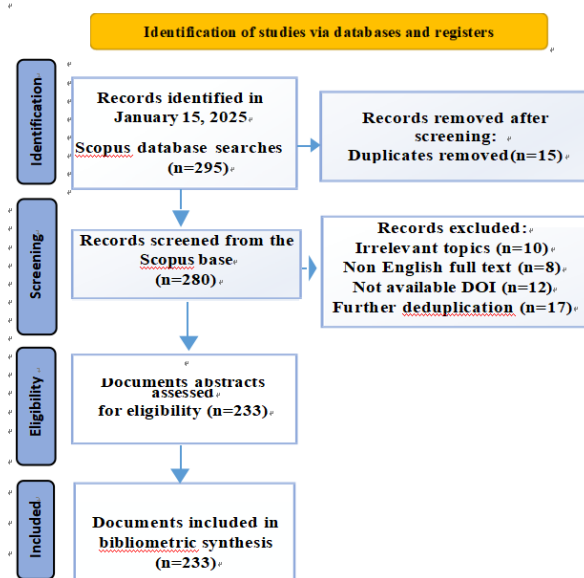 Identification of studies via databases and registers
Identification
Records identified in
January 15, 2025
Scopus database searches
(n=295)
Records removed after
screening:
Duplicates removed(n=15)
Screening
Records screened from the
Scopus base
(n=280)
Records excluded:
Irrelevant topics (n=10)
Non English full text (n=8)
Not available DOI (n=12)
Further deduplication (n=17)
Eligibility
Documents abstracts
assessed
for eligibility (n=233)
Included
Documents included in
bibliometric synthesis
(n=233)